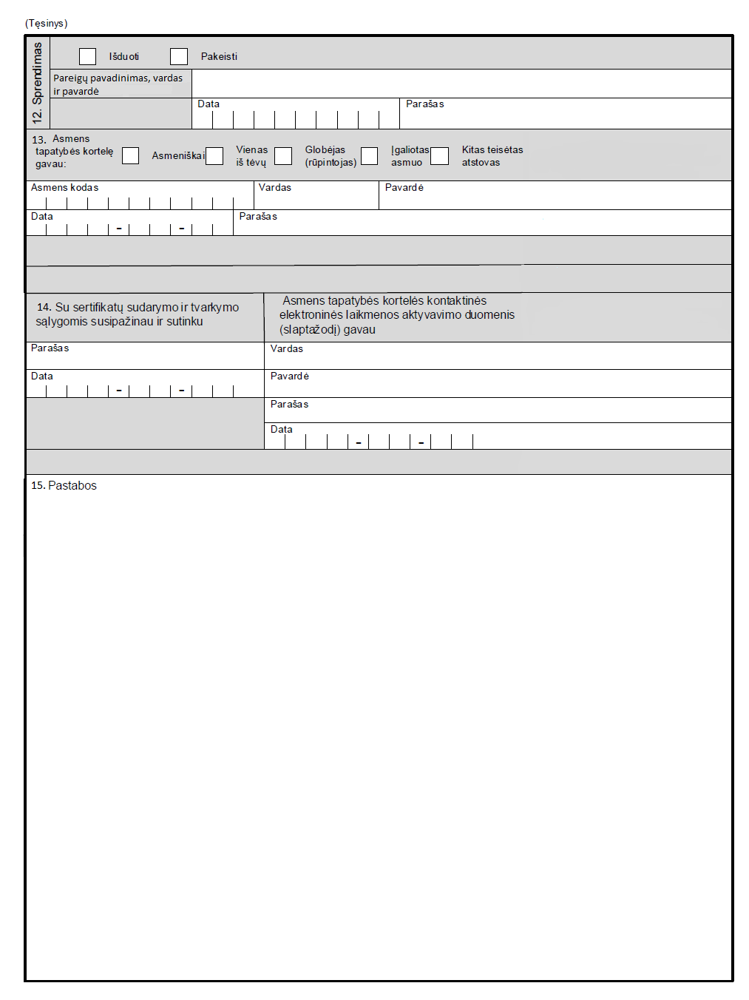 (Tęsinys)
12. Sprendimas
Išduoti Pakeisti
Pareigų pavadinimas, vardas
ir pavardė
Data Parašas
13. Asmens
tapatybės kortelę
gavau:
Asmeniškai
Vienas
iš tėvų
Globėjas
(rūpintojas)
Įgaliotas
asmuo
Kitas teisėtas
atstovas
Asmens kodas Vardas Pavardė
Data Parašas
- -
14. Su sertifikatų sudarymo ir tvarkymo
sąlygomis susipažinau ir sutinku
Asmens tapatybės kortelės kontaktinės
elektroninės laikmenos aktyvavimo duomenis
(slaptažodį) gavau
Parašas Vardas
Data Pavardė
- -
Parašas
Data
- -
15. Pastabos